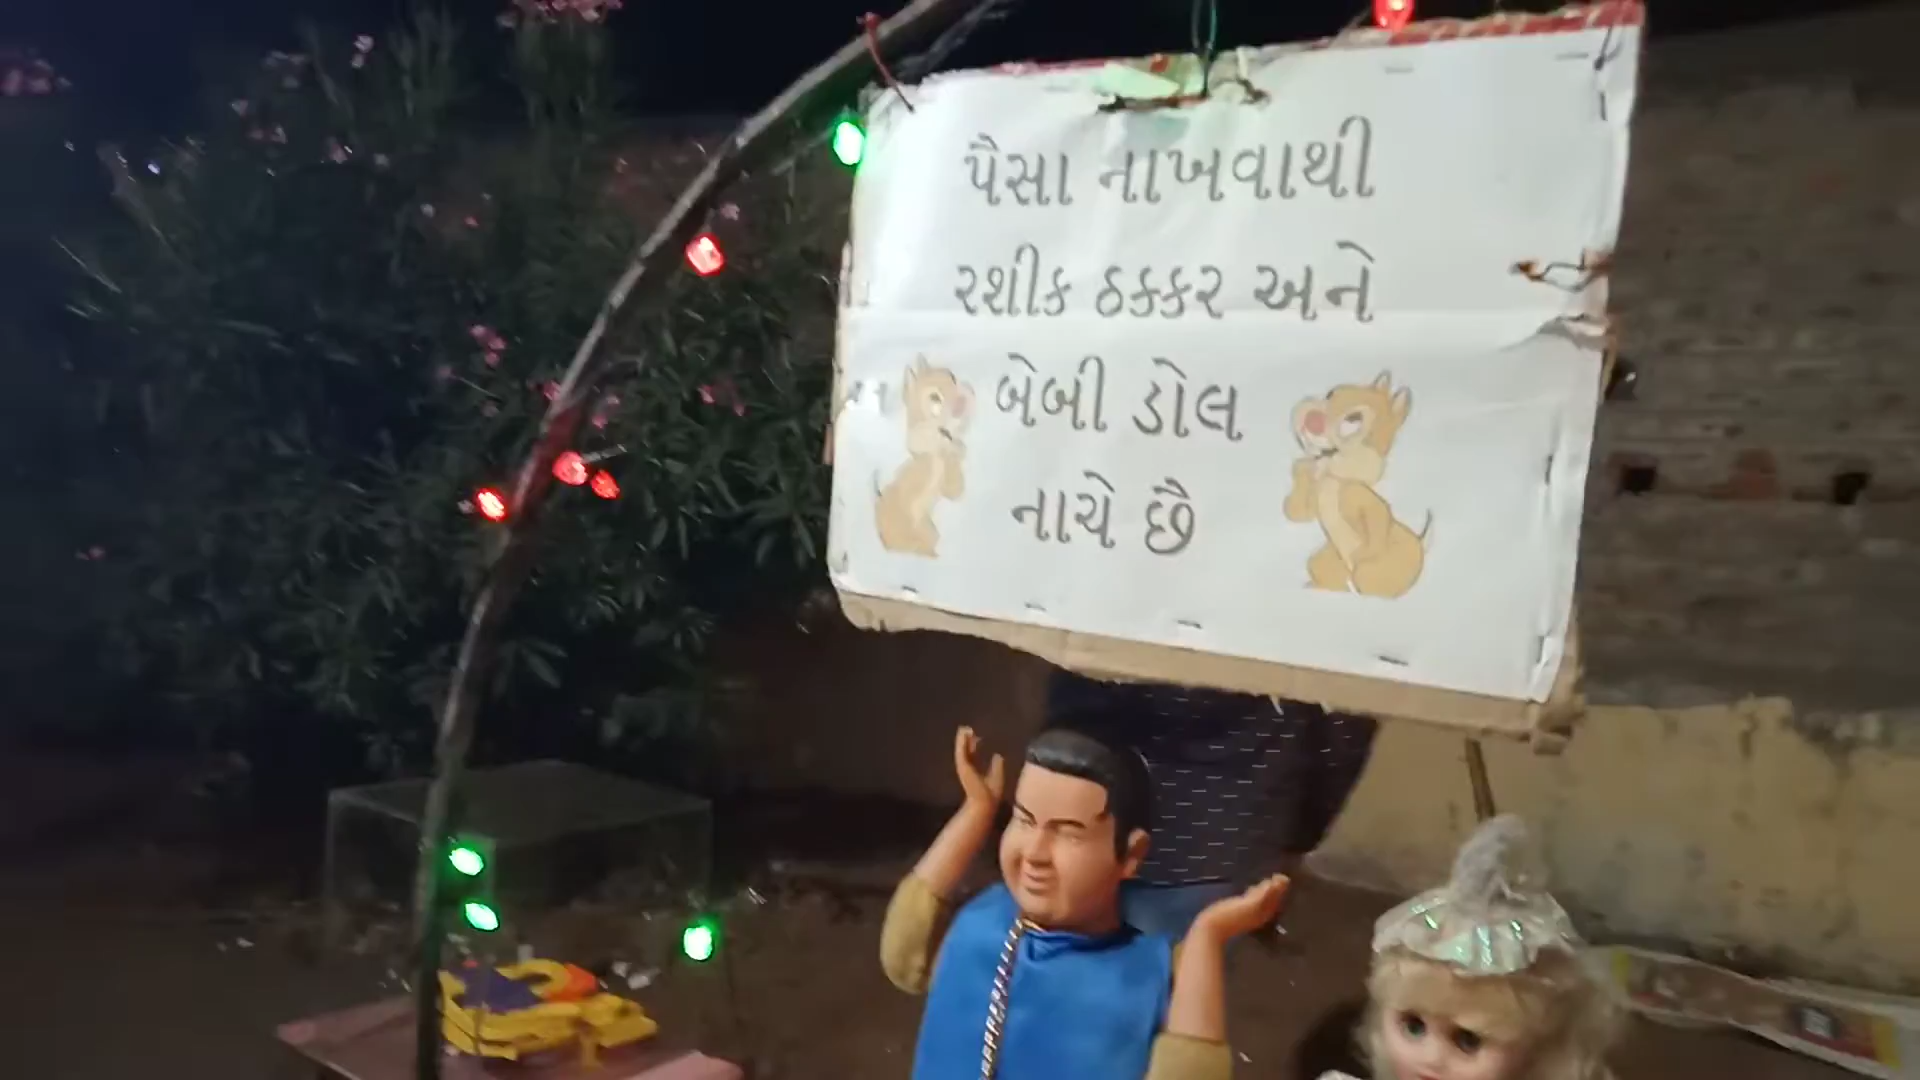 પૈસા નાખવાથી
રશીક ઠક્કર અને
બેબી ડોલ
નાચે છે